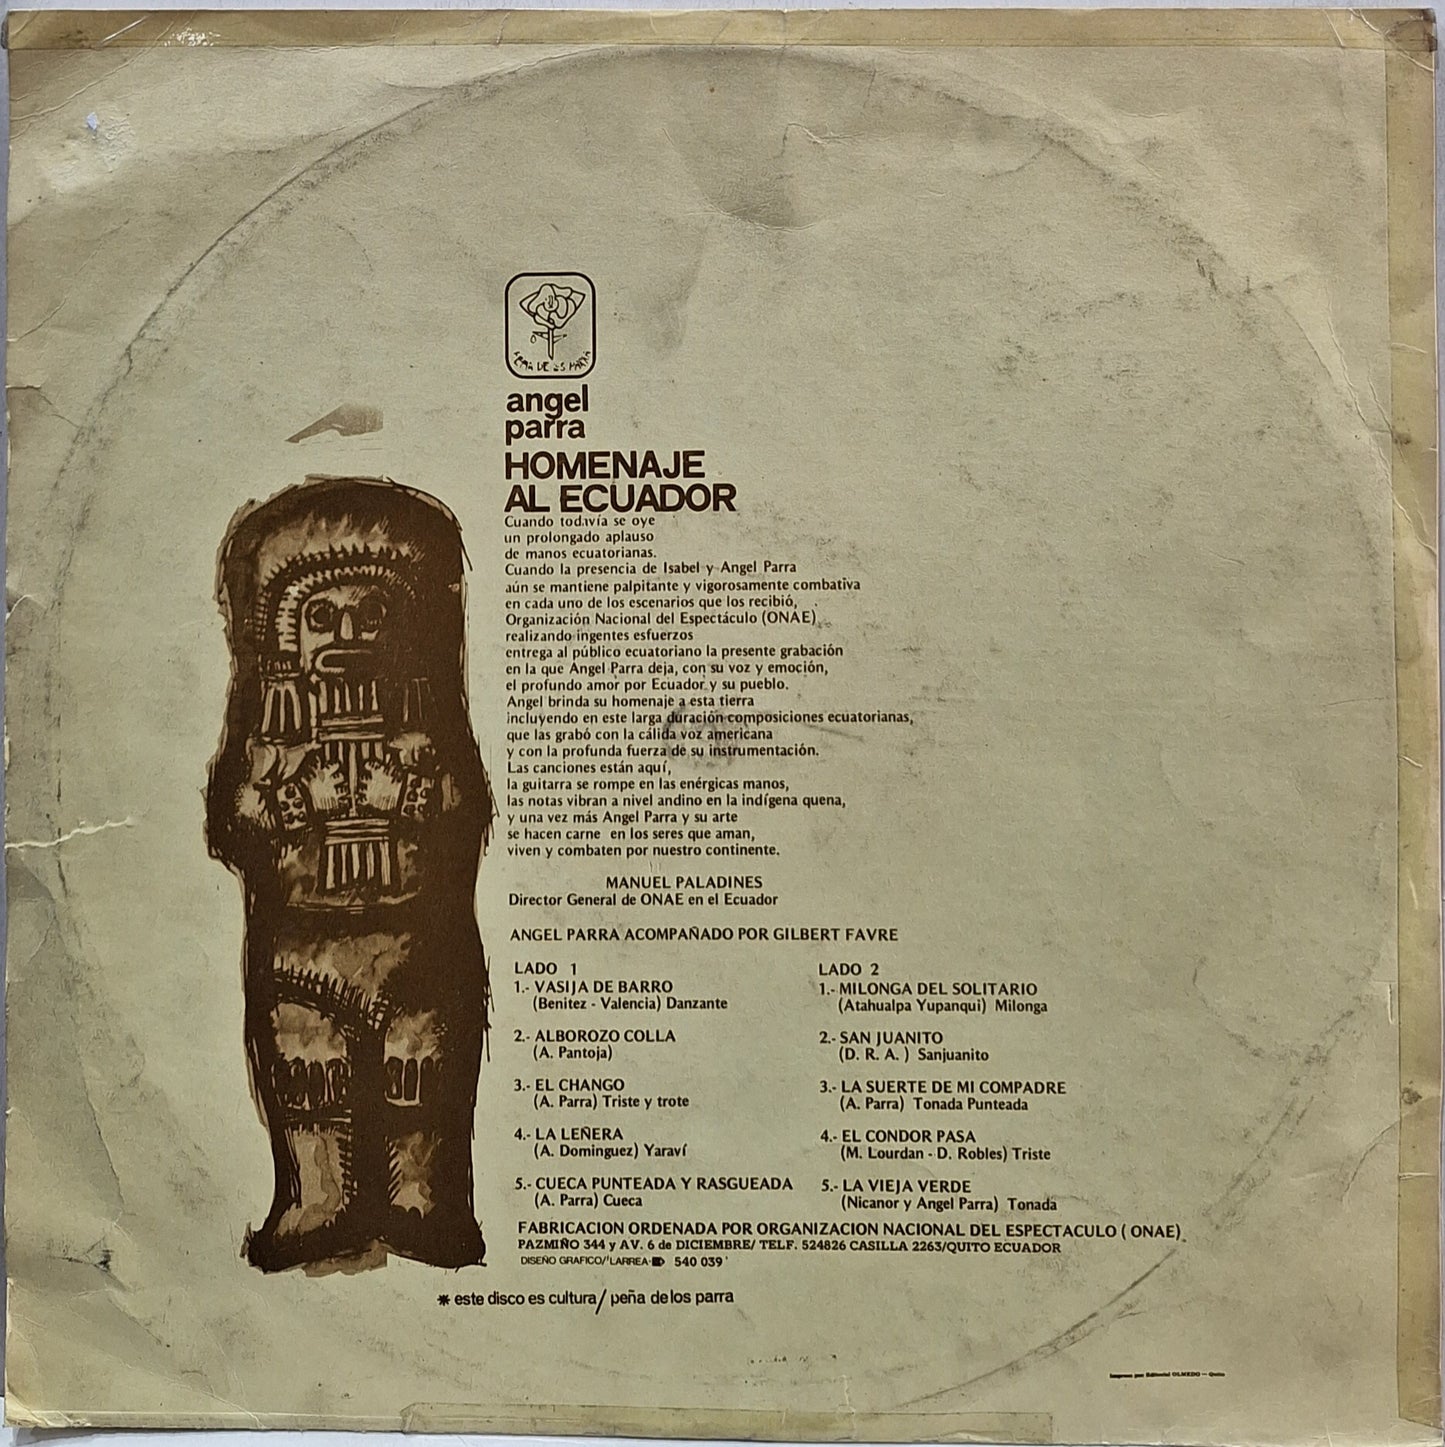 PEÑA DE LOS PARRA
angel
parra
HOMENAJE
AL ECUADOR
Cuando todavía se oye
un prolongado aplauso
de manos ecuatorianas.
Cuando la presencia de Isabel y Angel Parra
aún se mantiene palpitante y vigorosamente combativa
en cada uno de los escenarios que los recibió,
Organización Nacional del Espectáculo (ONAE)
realizando ingentes esfuerzos
entrega al público ecuatoriano la presente grabación
en la que Angel Parra deja, con su voz y emoción,
el profundo amor por Ecuador y su pueblo.
Angel brinda su homenaje a esta tierra
incluyendo en este larga duración composiciones ecuatorianas,
que las grabó con la cálida voz americana
y con la profunda fuerza de su instrumentación.
Las canciones están aquí,
la guitarra se rompe en las enérgicas manos,
las notas vibran a nivel andino en la indígena quena,
y una vez más Angel Parra y su arte
se hacen carne en los seres que aman,
viven y combaten por nuestro continente.
MANUEL PALADINES
Director General de ONAE en el Ecuador
ANGEL PARRA ACOMPAÑADO POR GILBERT FAVRE
LADO 1
1.- VASIJA DE BARRO
(Benitez - Valencia) Danzante
2.- ALBOROZO COLLA
(A. Pantoja)
3.- EL CHANGO
(A. Parra) Triste y trote
4.- LA LEÑERA
(A. Dominguez) Yaraví
5.- CUECA PUNTEADA Y RASGUEADA
(A. Parra) Cueca
LADO 2
1.- MILONGA DEL SOLITARIO
(Atahualpa Yupanqui) Milonga
2.- SAN JUANITO
(D. R. A. ) Sanjuanito
3.- LA SUERTE DE MI COMPADRE
(A. Parra) Tonada Punteada
4.- EL CONDOR PASA
(M. Lourdan - D. Robles) Triste
5.- LA VIEJA VERDE
(Nicanor y Angel Parra) Tonada
FABRICACION ORDENADA POR ORGANIZACION NACIONAL DEL ESPECTACULO ( ONAE)
PAZMIÑO 344 y AV. 6 de DICIEMBRE/ TELF. 524826 CASILLA 2263/QUITO ECUADOR
DISEÑO GRAFICO/ LARREA 540 039
* este disco es cultura/ peña de los parra
Impreso por: Editorial OLMEDO — Quito